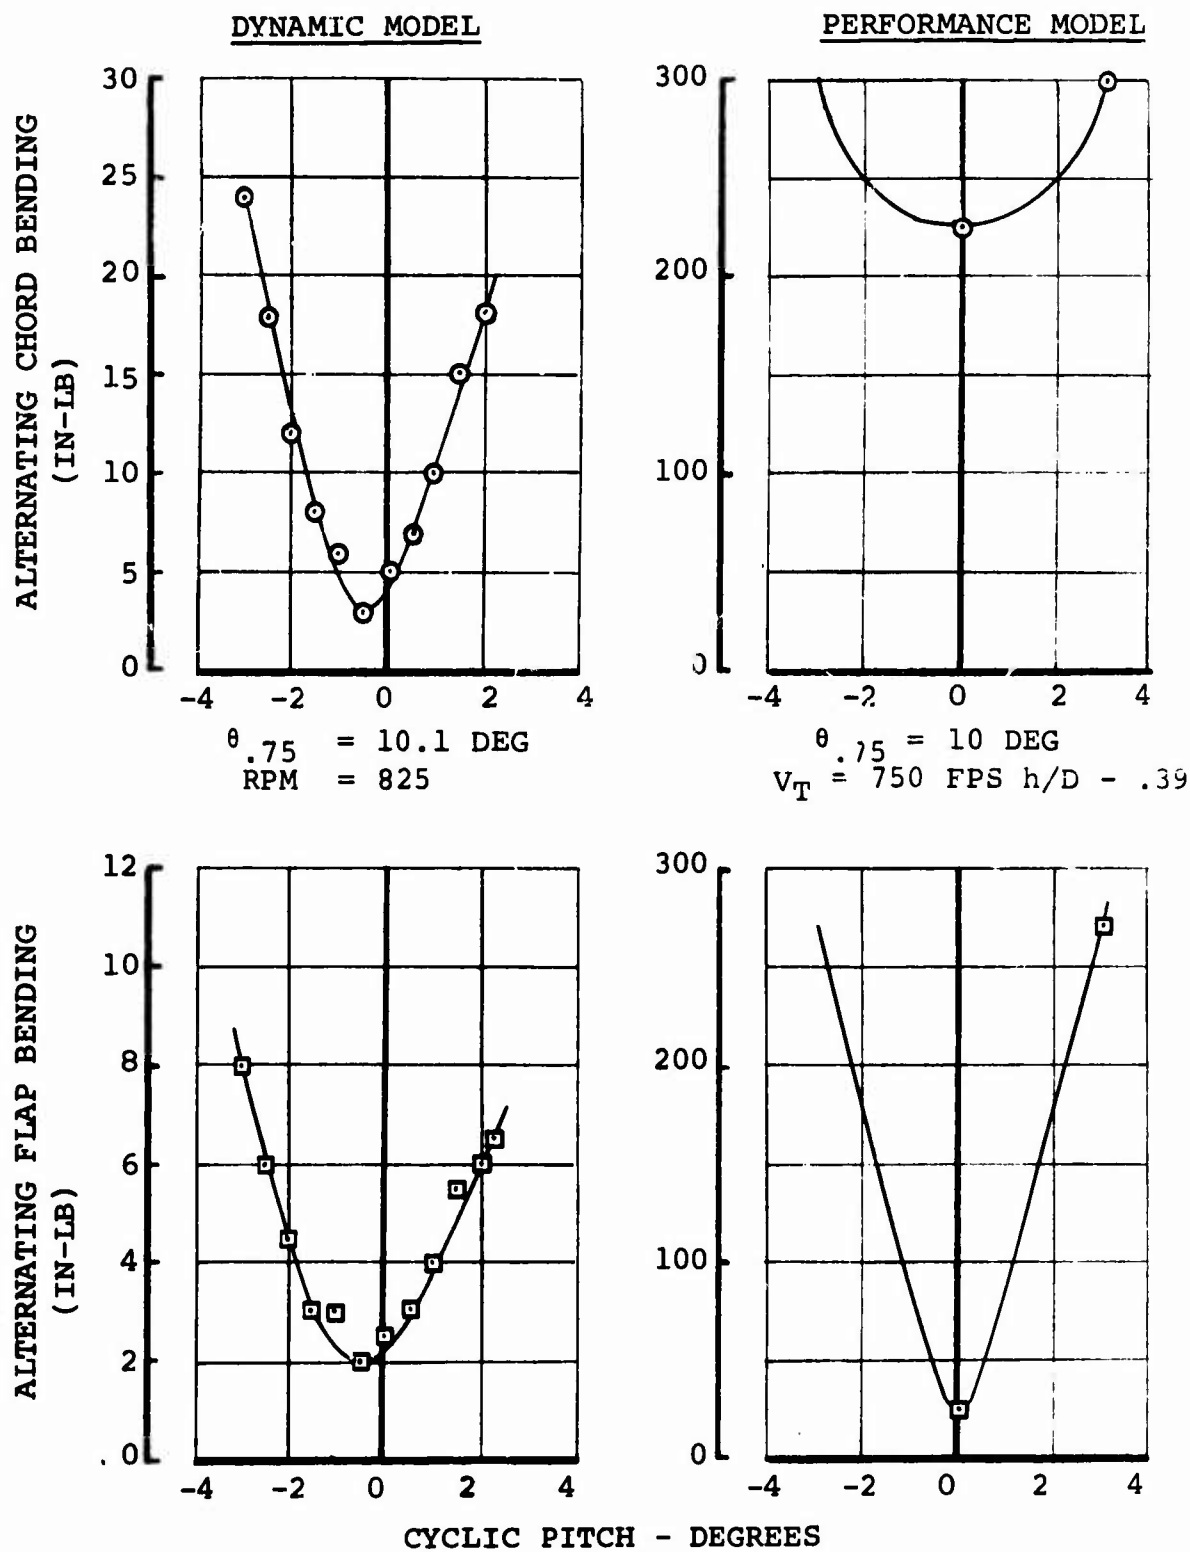 DYNAMIC MODEL
PERFORMANCE MODEL
ALTERNATING CHORD BENDING
(IN-LB)
30
25
20
15
10
5
0
-4 -2 0 2 4
θ.75 = 10.1 DEG
RPM = 825
300
200
100
0
-4 -2 0 2 4
θ.75 = 10 DEG
VT = 750 FPS h/D - .39
ALTERNATING FLAP BENDING
(IN-LB)
12
10
8
6
4
2
0
-4 -2 0 2 4
300
200
100
0
-4 -2 0 2 4
CYCLIC PITCH - DEGREES